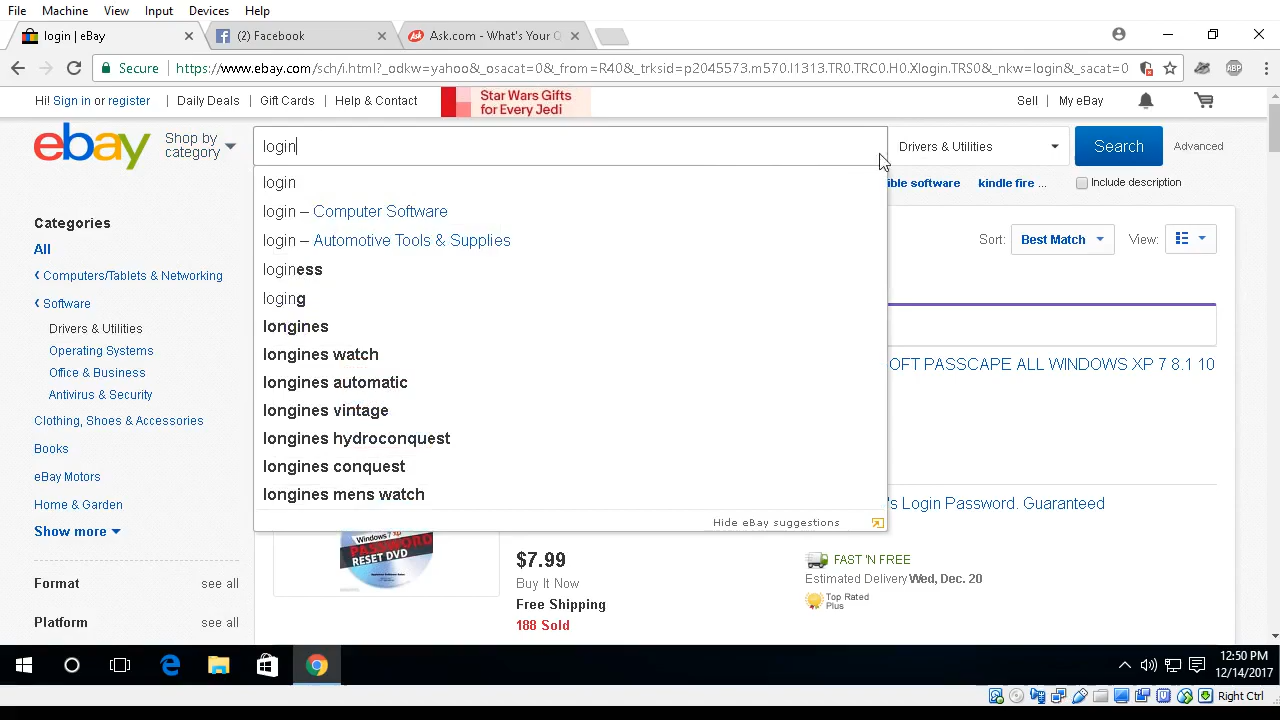 File Machine View Input Devices Help
login | eBay (2) Facebook Ask.com - What's Your Q
Secure https://www.ebay.com/sch/i.html?_odkw=yahoo&_osacat=0&_from=R40&_trksid=p2045573.m570.l1313.TR0.TRC0.H0.Xlogin.TRS0&_nkw=login&_sacat=0 ABP
Hi! Sign in or register Daily Deals Gift Cards Help & Contact Star Wars Gifts Sell My eBay
for Every Jedi
ebay Shop by login Drivers & Utilities Search Advanced
category
login ible software kindle fire ... Include description
login – Computer Software
Categories
login – Automotive Tools & Supplies Sort: Best Match View:
All
loginess
Computers/Tablets & Networking
loging
Software
longines
Drivers & Utilities
Operating Systems
longines watch
OFT PASSCAPE ALL WINDOWS XP 7 8.1 10
Office & Business
longines automatic
Antivirus & Security
longines vintage
Clothing, Shoes & Accessories
longines hydroconquest
Books
longines conquest
eBay Motors
longines mens watch
Home & Garden 's Login Password. Guaranteed
Hide eBay suggestions
Show more
Windows 7 xp
PASSWORD
RESET DVD
$7.99 FAST 'N FREE
Buy It Now Estimated Delivery Wed, Dec. 20
Format see all
Free Shipping Top Rated
Plus
Platform see all
188 Sold
12:50 PM
12/14/2017
Right Ctrl